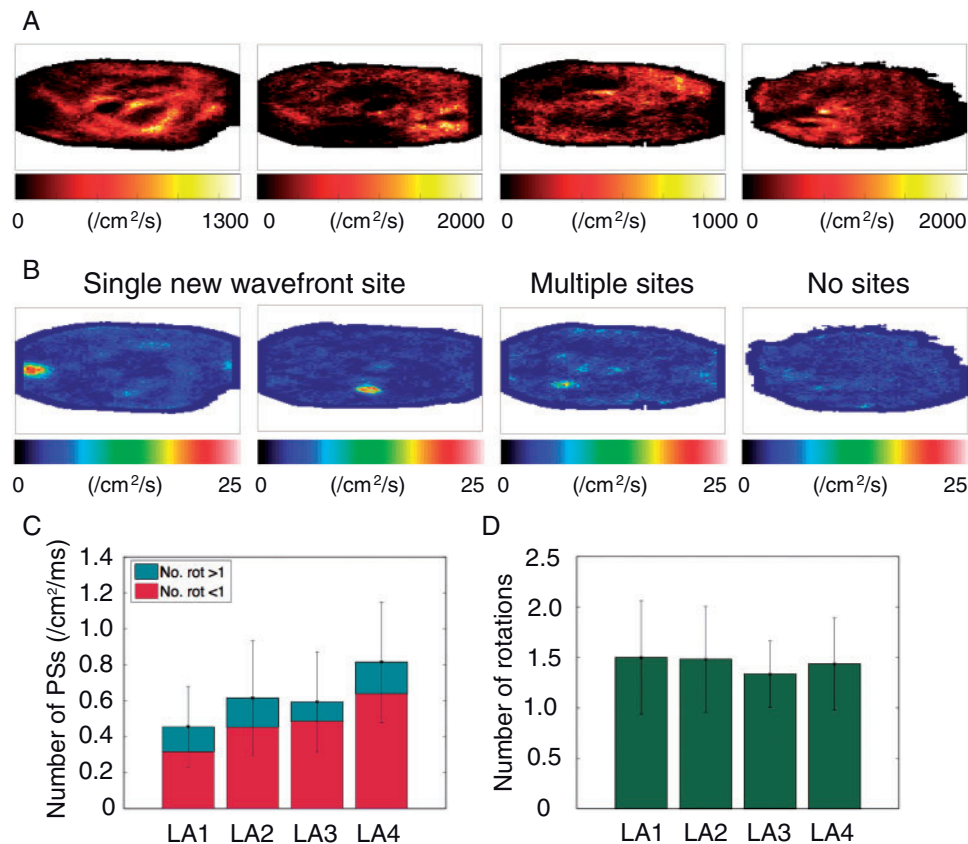 A
0 (/cm²/s) 1300
0 (/cm²/s) 2000
0 (/cm²/s) 1000
0 (/cm²/s) 2000
B
Single new wavefront site
Multiple sites
No sites
0 (/cm²/s) 25
0 (/cm²/s) 25
0 (/cm²/s) 25
0 (/cm²/s) 25
C
Number of PSs (/cm²/ms)
1.4
1.2
1.0
0.8
0.6
0.4
0.2
0
No. rot >1
No. rot <1
LA1 LA2 LA3 LA4
D
Number of rotations
2.5
2.0
1.5
1.0
0.5
0
LA1 LA2 LA3 LA4